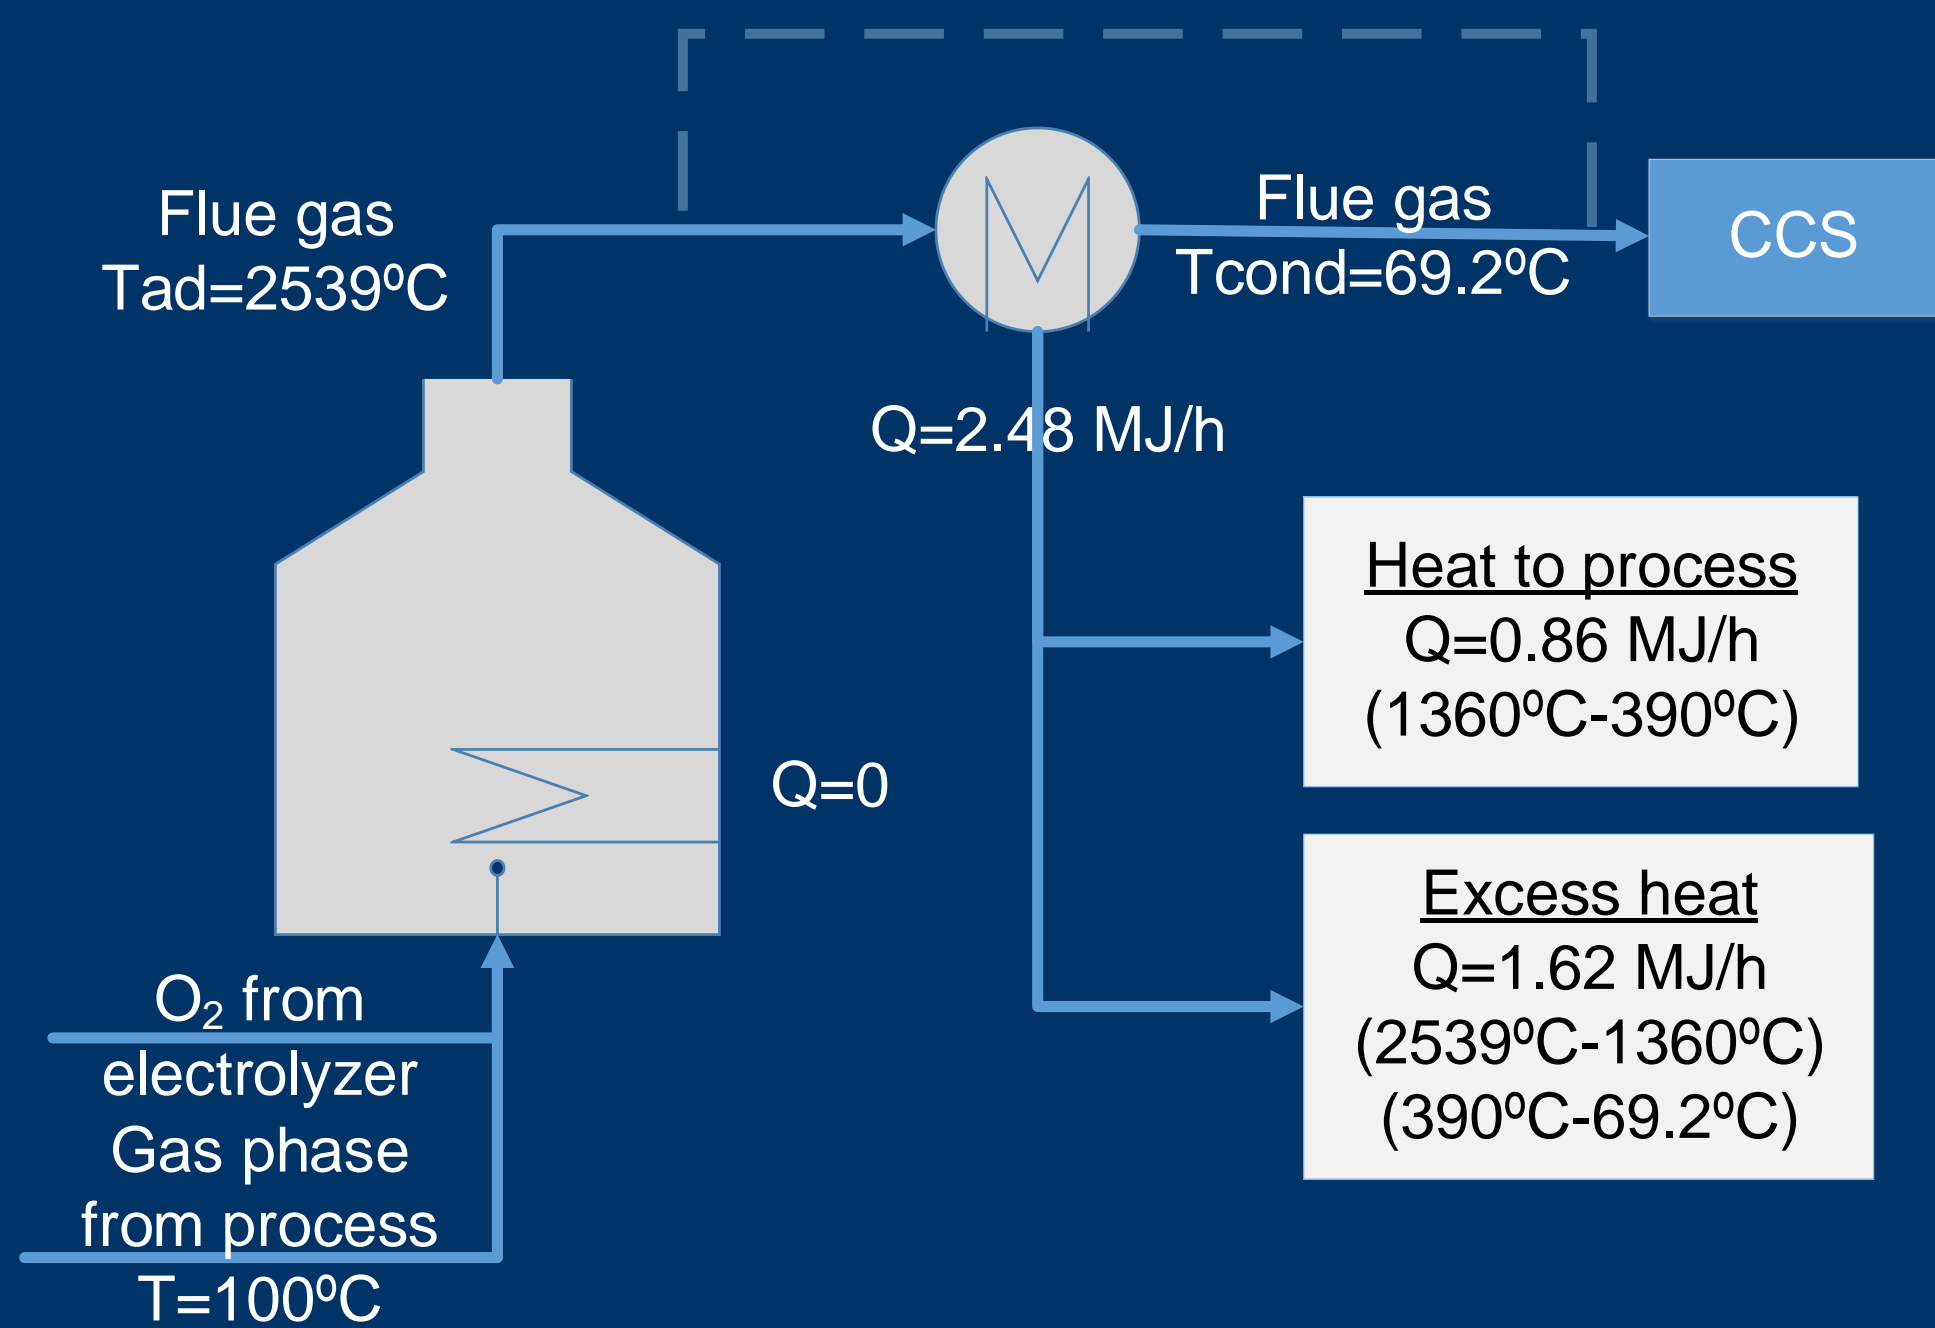 Flue gas
Tad=2539ºC
Flue gas
Tcond=69.2ºC
CCS
Q=2.48 MJ/h
Heat to process
Q=0.86 MJ/h
(1360ºC-390ºC)
Q=0
Excess heat
Q=1.62 MJ/h
(2539ºC-1360ºC)
(390ºC-69.2ºC)
O₂ from
electrolyzer
Gas phase
from process
T=100ºC